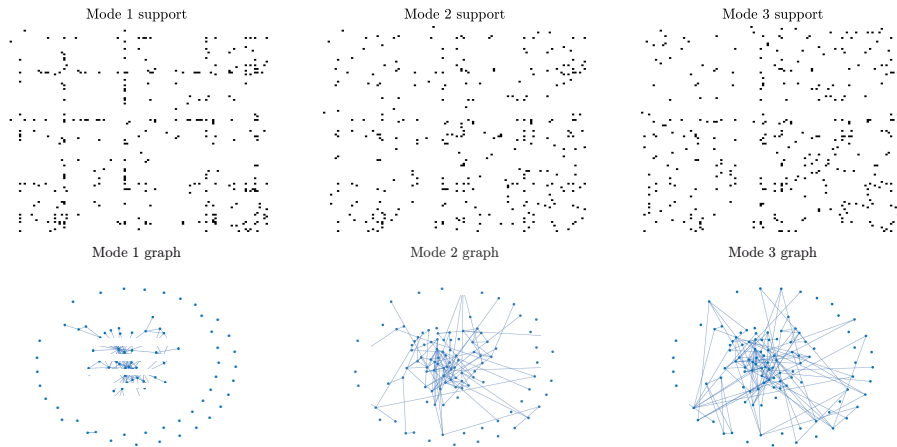 Mode 1 support
Mode 2 support
Mode 3 support
Mode 1 graph
Mode 2 graph
Mode 3 graph